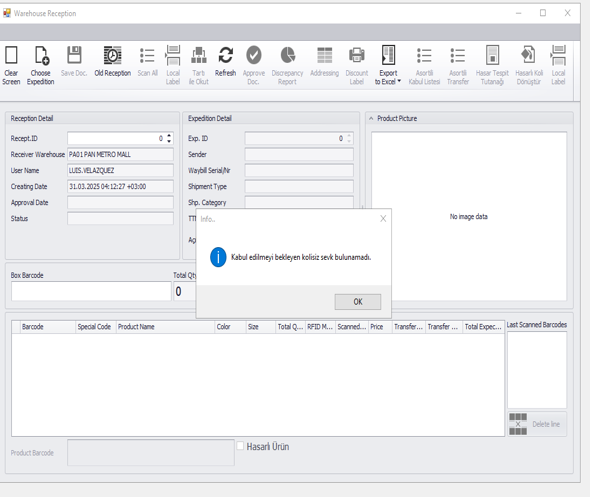 Warehouse Reception
Clear Screen
Choose Expedition
Save Doc.
Old Reception
Scan All
Local Label
Tartı ile Okut
Refresh
Approve Doc.
Discrepancy Report
Addressing
Discount Label
Export to Excel
Asortili Kabul Listesi
Asortili Transfer
Hasar Tespit Tutanağı
Hasarlı Koli Dönüştür
Local Label
Reception Detail
Recept.ID 0
Receiver Warehouse PA01 PAN METRO MALL
User Name LUIS.VELAZQUEZ
Creating Date 31.03.2025 04:12:27 +03:00
Approval Date
Status
Expedition Detail
Exp. ID 0
Sender
Waybill Serial/Nr
Shipment Type
Shp. Category
Product Picture
No image data
Info..
Kabul edilmeyi bekleyen kolisiz sevk bulunamadı.
OK
Box Barcode
Total Qty
0
Barcode Special Code Product Name Color Size Total Q... RFID M... Scanned... Price Transfer... Transfer ... Total Expec...
Last Scanned Barcodes
Delete line
Product Barcode
Hasarlı Ürün